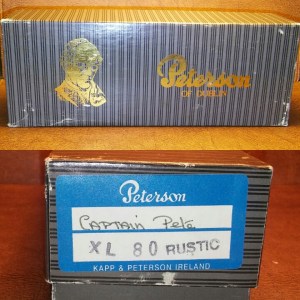 Peterson
OF DUBLIN
Peterson
CAPTAIN Pete
XL 80 RUSTIC
KAPP & PETERSON IRELAND